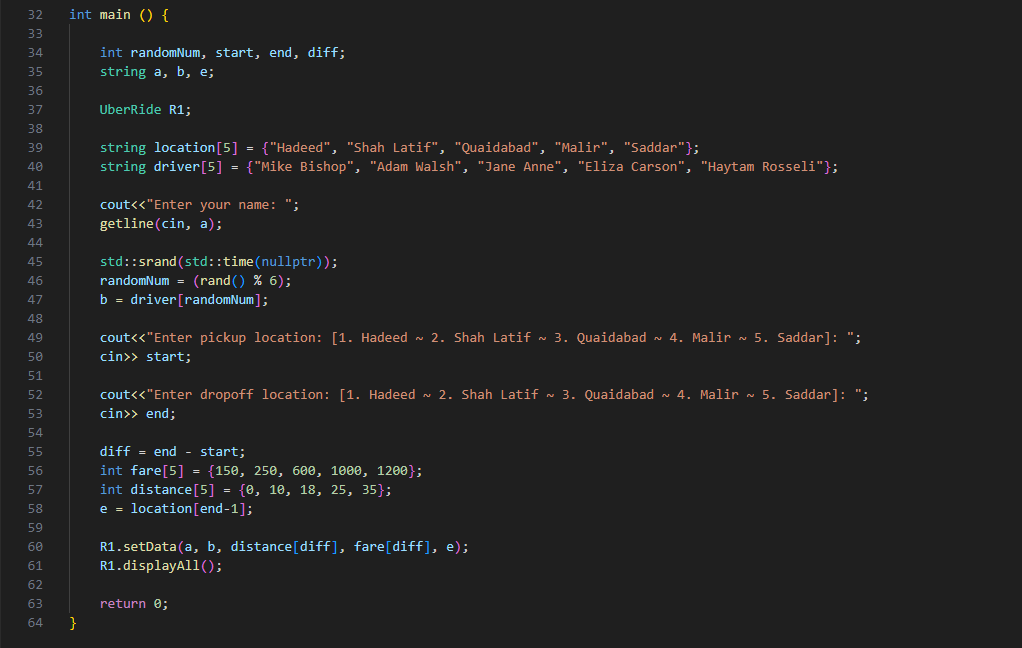 32 int main () {
33
34     int randomNum, start, end, diff;
35     string a, b, e;
36
37     UberRide R1;
38
39     string location[5] = {"Hadeed", "Shah Latif", "Quaidabad", "Malir", "Saddar"};
40     string driver[5] = {"Mike Bishop", "Adam Walsh", "Jane Anne", "Eliza Carson", "Haytam Rosseli"};
41
42     cout<<"Enter your name: ";
43     getline(cin, a);
44
45     std::srand(std::time(nullptr));
46     randomNum = (rand() % 6);
47     b = driver[randomNum];
48
49     cout<<"Enter pickup location: [1. Hadeed ~ 2. Shah Latif ~ 3. Quaidabad ~ 4. Malir ~ 5. Saddar]: ";
50     cin>> start;
51
52     cout<<"Enter dropoff location: [1. Hadeed ~ 2. Shah Latif ~ 3. Quaidabad ~ 4. Malir ~ 5. Saddar]: ";
53     cin>> end;
54
55     diff = end - start;
56     int fare[5] = {150, 250, 600, 1000, 1200};
57     int distance[5] = {0, 10, 18, 25, 35};
58     e = location[end-1];
59
60     R1.setData(a, b, distance[diff], fare[diff], e);
61     R1.displayAll();
62
63     return 0;
64 }